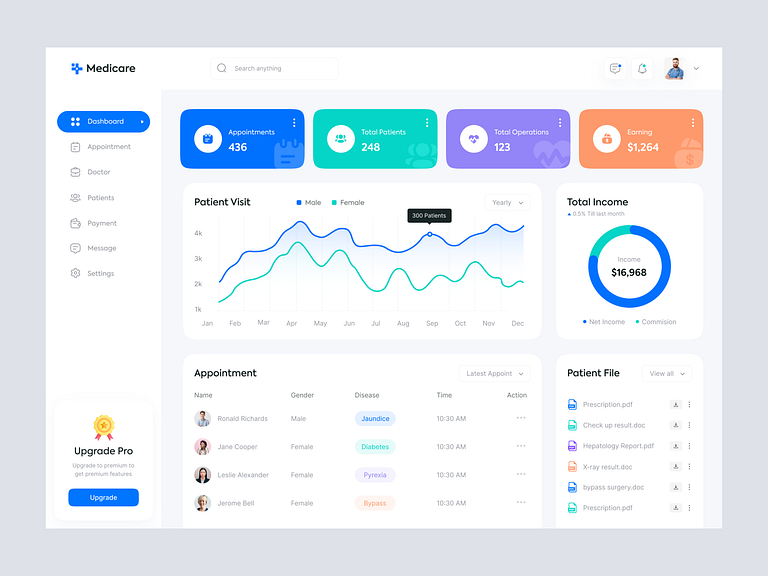 Medicare
Search anything
Dashboard
Appointment
Doctor
Patients
Payment
Message
Settings
Upgrade Pro
Upgrade to premium to
get premium features.
Upgrade
Appointments
436
Total Patients
248
Total Operations
123
Earning
$1,264
Patient Visit
Male
Female
Yearly
300 Patients
4k
3k
2k
1k
Jan Feb Mar Apr May Jun Jul Aug Sep Oct Nov Dec
Total Income
0.5% Till last month
Income
$16,968
Net Income
Commision
Appointment
Latest Appoint
Name Gender Disease Time Action
Ronald Richards Male Jaundice 10:30 AM
Jane Cooper Female Diabetes 10:30 AM
Leslie Alexander Female Pyrexia 10:30 AM
Jerome Bell Female Bypass 10:30 AM
Patient File
View all
Prescription.pdf
Check up result.doc
Hepatology Report.pdf
X-ray result.doc
bypass surgery.doc
Prescription.pdf